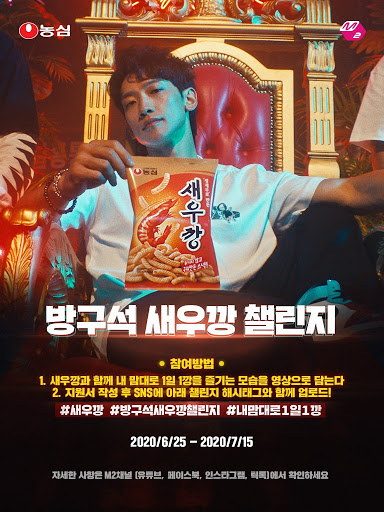 농심
M2
농심
새우깡
방구석 새우깡 챌린지
• 참여방법 •
1. 새우깡과 함께 내 맘대로 1일 1깡을 즐기는 모습을 영상으로 담는다
2. 지원서 작성 후 SNS에 아래 챌린지 해시태그와 함께 업로드!
#새우깡 #방구석새우깡챌린지 #내맘대로1일1깡
2020/6/25 - 2020/7/15
자세한 사항은 M2채널 (유튜브, 페이스북, 인스타그램, 틱톡)에서 확인하세요